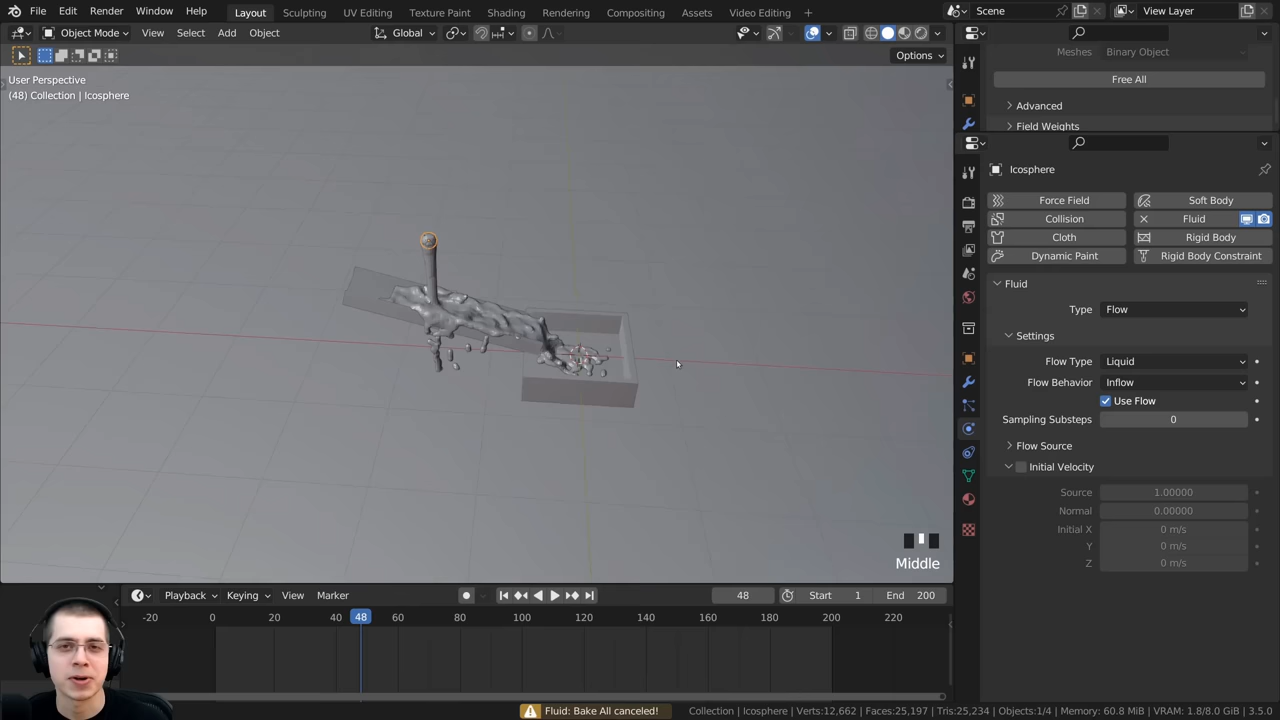 File Edit Render Window Help Layout Sculpting UV Editing Texture Paint Shading Rendering Compositing Assets Video Editing + Scene View Layer
Object Mode View Select Add Object Global
Options
User Perspective
(48) Collection | Icosphere
Meshes Binary Object
Free All
Advanced
Field Weights
Icosphere
Force Field Soft Body
Collision Fluid
Cloth Rigid Body
Dynamic Paint Rigid Body Constraint
Fluid
Type Flow
Settings
Flow Type Liquid
Flow Behavior Inflow
Use Flow
Sampling Substeps 0
Flow Source
Initial Velocity
Source 1.00000
Normal 0.00000
Initial X 0 m/s
Y 0 m/s
Z 0 m/s
Middle
Playback Keying View Marker 48 Start 1 End 200
-20 0 20 40 48 60 80 100 120 140 160 180 200 220
Fluid: Bake All canceled! Collection | Icosphere | Verts:12,662 | Faces:25,197 | Tris:25,234 | Objects:1/4 | Memory: 60.8 MiB | VRAM: 1.8/8.0 GiB | 3.5.0